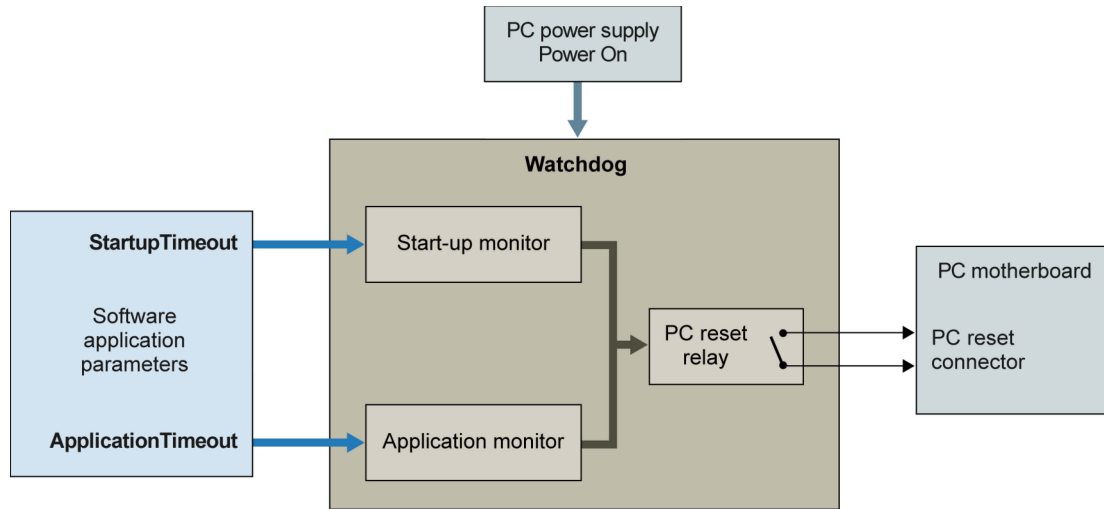 PC power supply
Power On
Watchdog
StartupTimeout
Software
application
parameters
ApplicationTimeout
Start-up monitor
Application monitor
PC reset
relay
PC motherboard
PC reset
connector